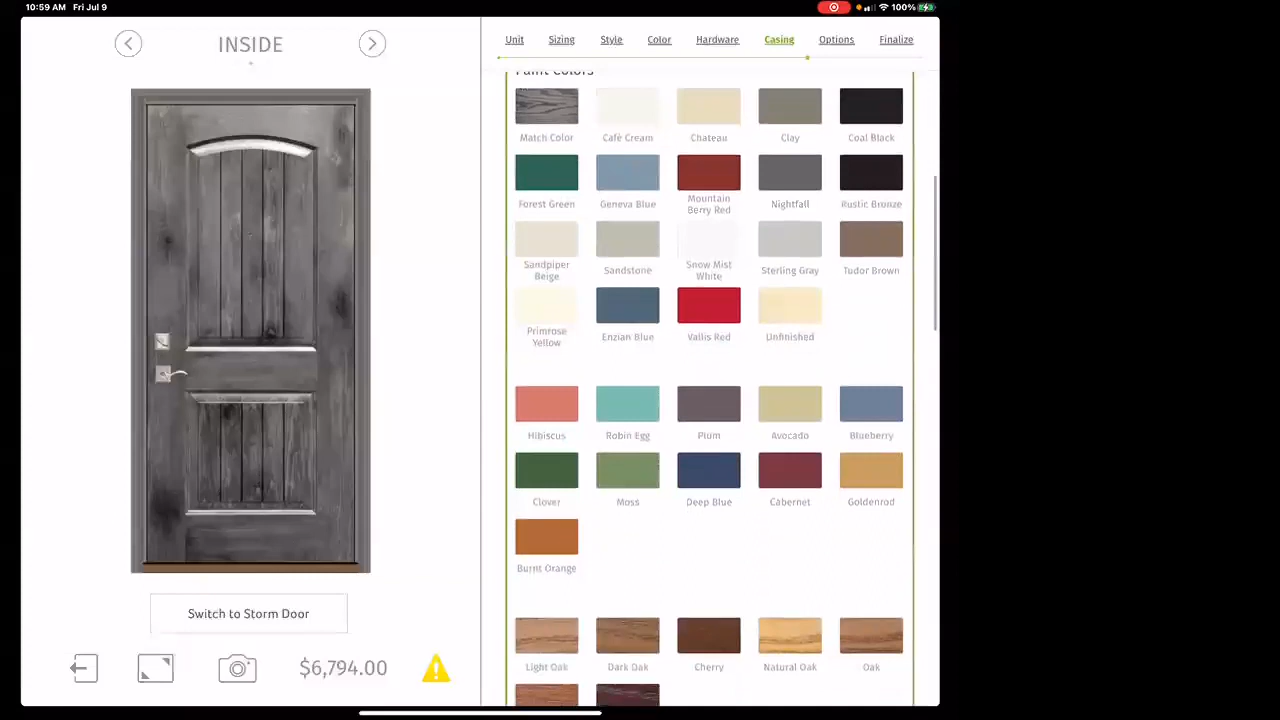 10:59 AM Fri Jul 9
100%
INSIDE
Unit Sizing Style Color Hardware Casing Options Finalize
Paint Colors
Match Color Café Cream Chateau Clay Coal Black
Forest Green Geneva Blue Mountain Berry Red Nightfall Rustic Bronze
Sandpiper Beige Sandstone Snow Mist White Sterling Gray Tudor Brown
Primrose Yellow Enzian Blue Vallis Red Unfinished
Hibiscus Robin Egg Plum Avocado Blueberry
Clover Moss Deep Blue Cabernet Goldenrod
Burnt Orange
Light Oak Dark Oak Cherry Natural Oak Oak
Switch to Storm Door
$6,794.00